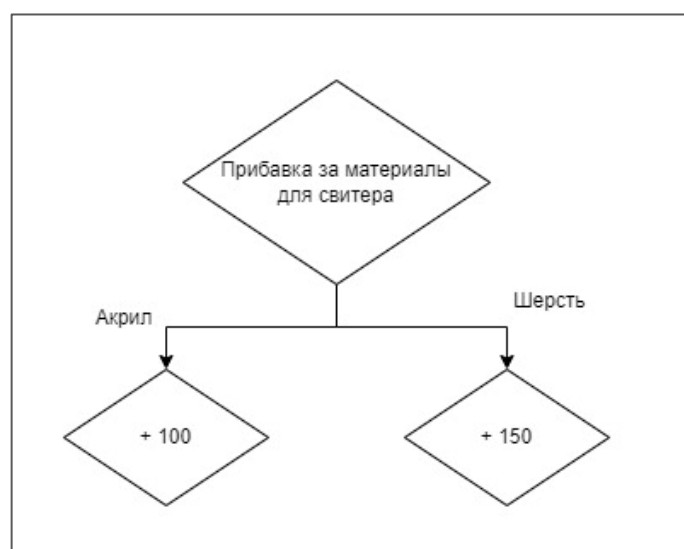 Прибавка за материалы
для свитера
Акрил
Шерсть
+ 100
+ 150